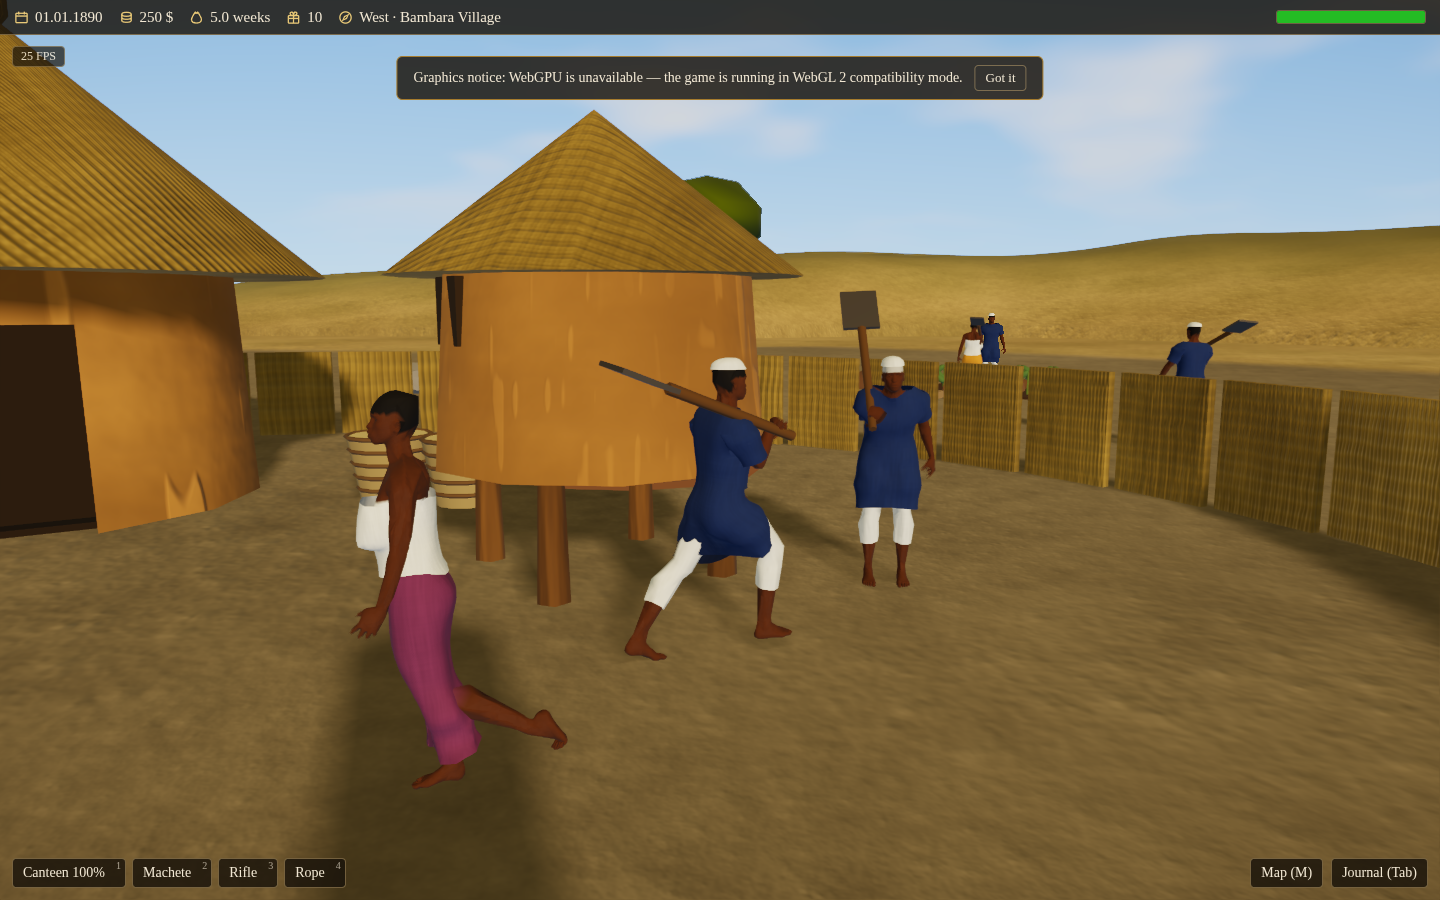 01.01.1890 250 $ 5.0 weeks 10 West · Bambara Village
25 FPS
Graphics notice: WebGPU is unavailable — the game is running in WebGL 2 compatibility mode. Got it
Canteen 100% 1 Machete 2 Rifle 3 Rope 4 Map (M) Journal (Tab)